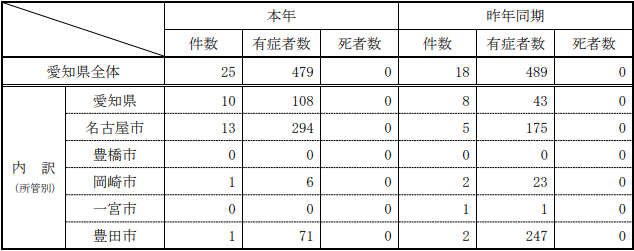 本年 昨年同期
件数 有症者数 死者数 件数 有症者数 死者数
愛知県全体 25 479 0 18 489 0
内 訳
(所管別)
愛知県 10 108 0 8 43 0
名古屋市 13 294 0 5 175 0
豊橋市 0 0 0 0 0 0
岡崎市 1 6 0 2 23 0
一宮市 0 0 0 1 1 0
豊田市 1 71 0 2 247 0